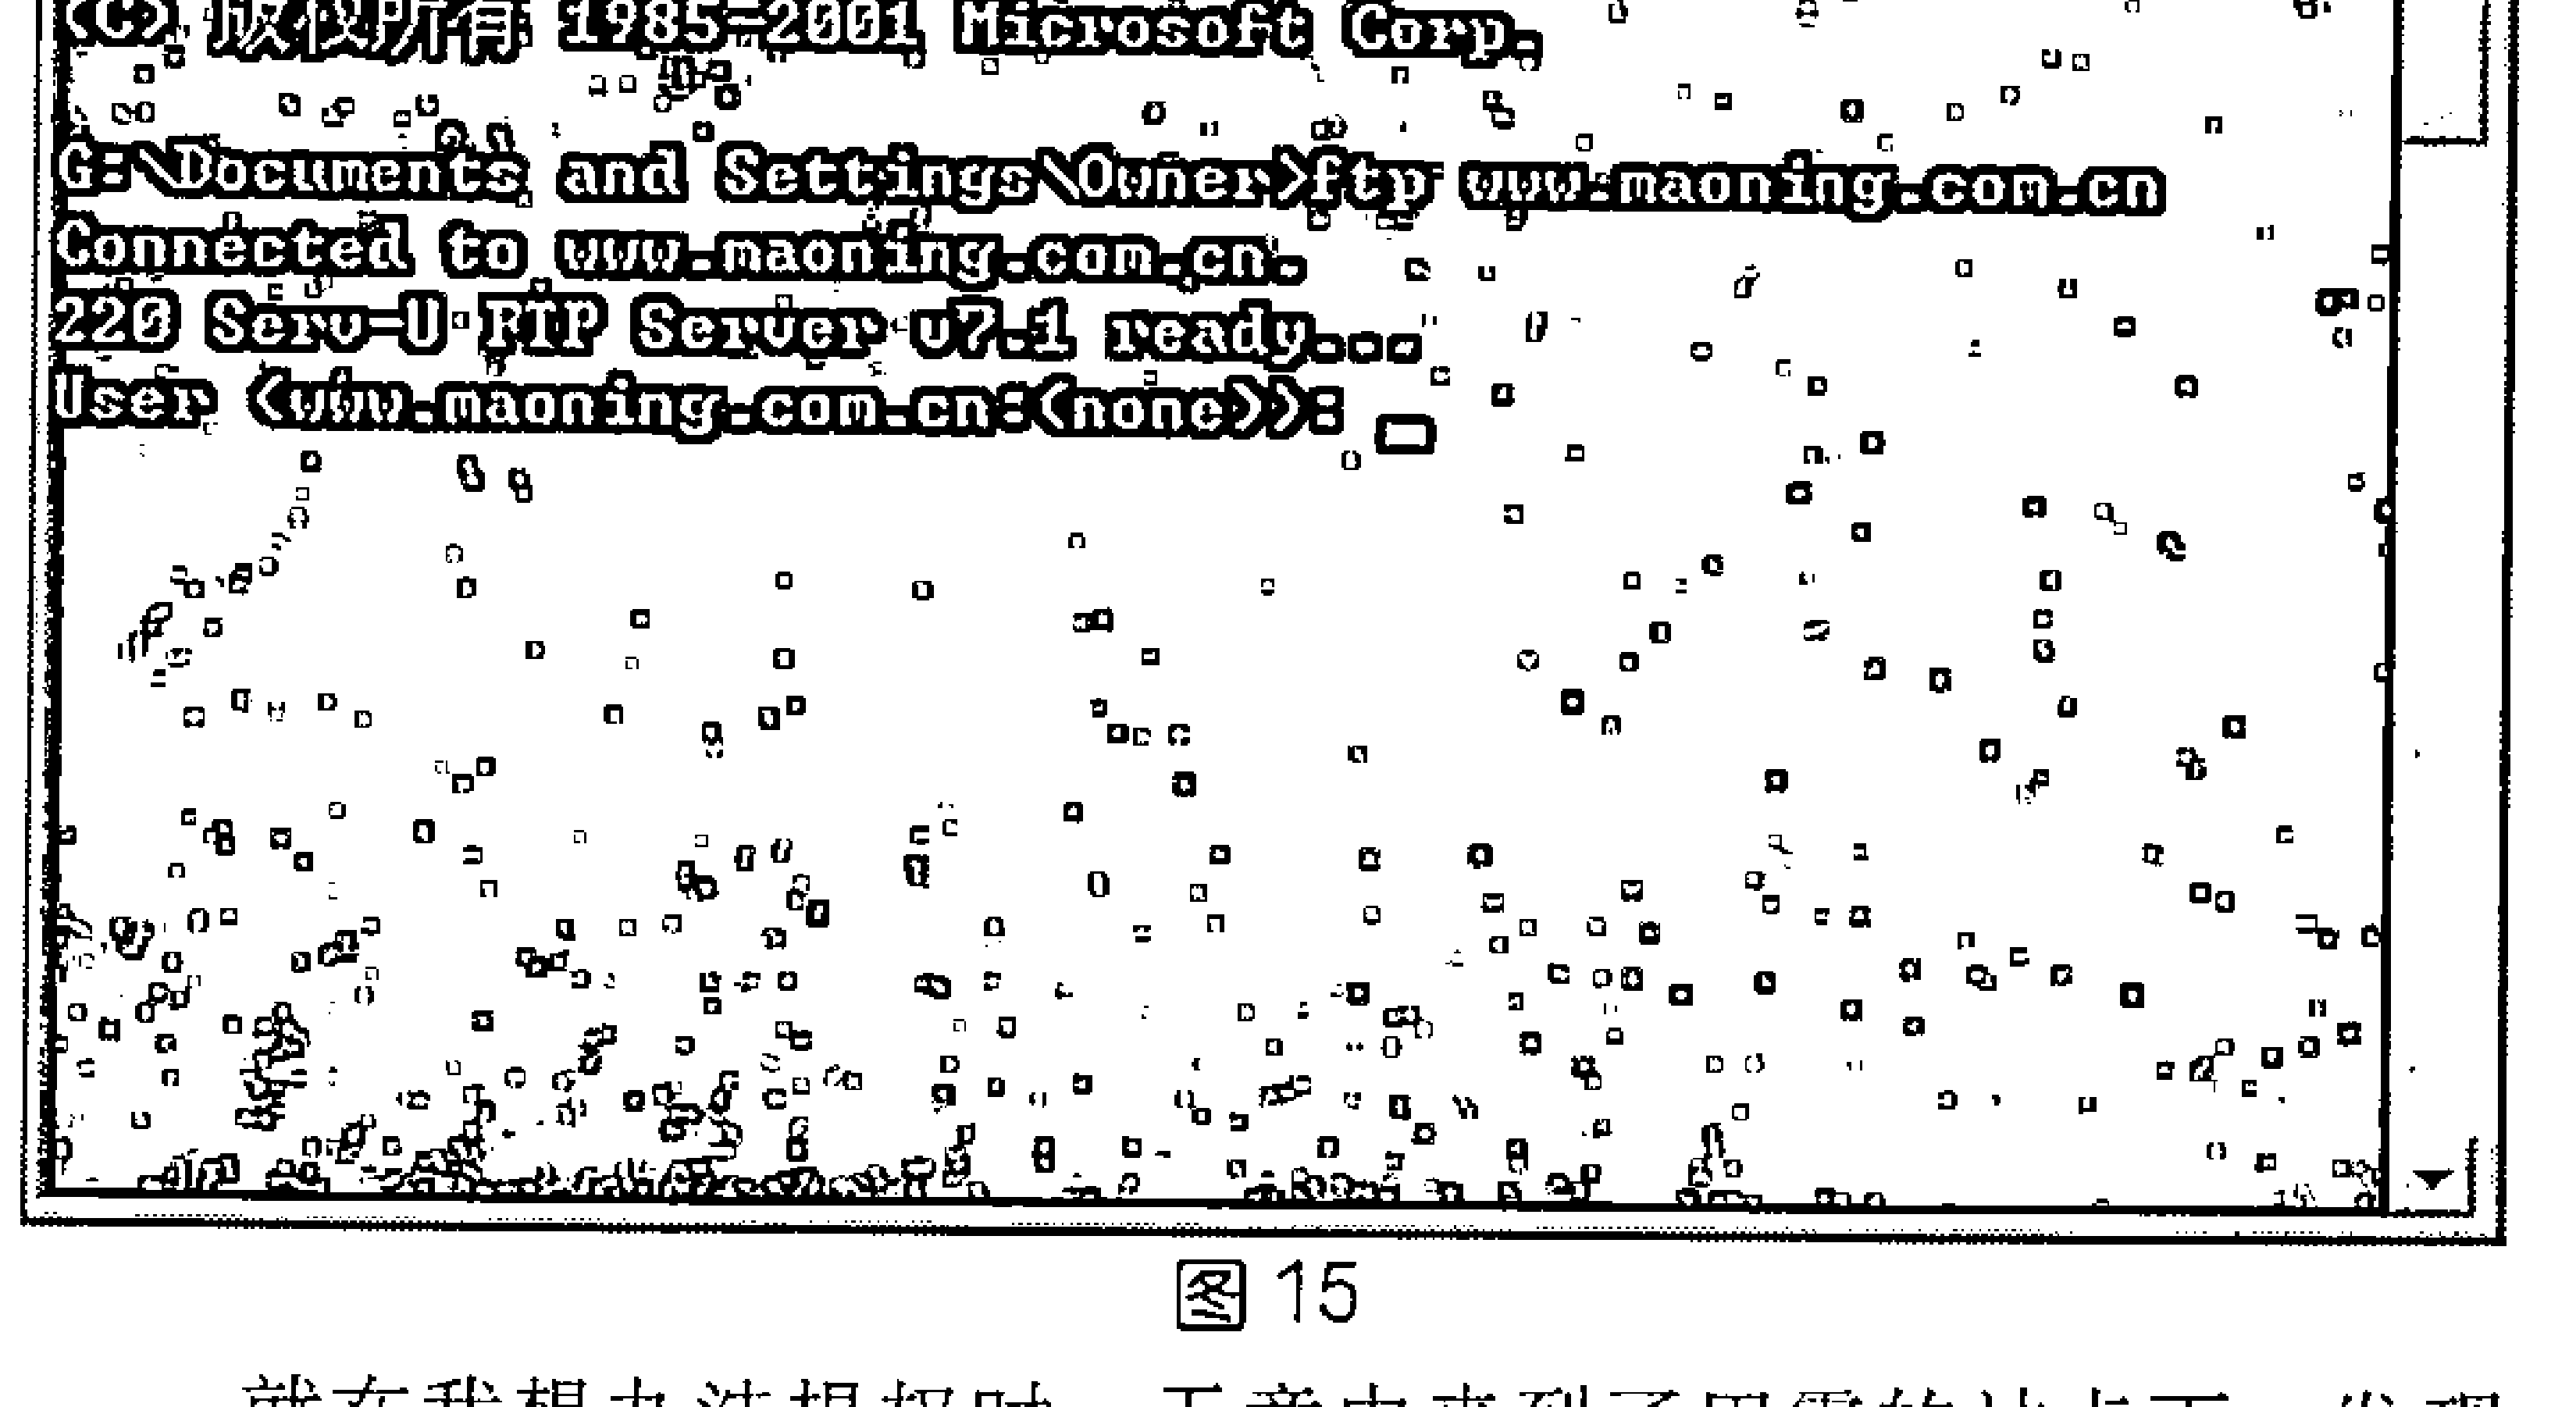 (C) 版权所有 1985-2001 Microsoft Corp.
G:\Documents and Settings\Owner>ftp www.maoning.com.cn
Connected to www.maoning.com.cn.
220 Serv-U FTP Server v7.1 ready...
User (www.maoning.com.cn:(none)):
图 15